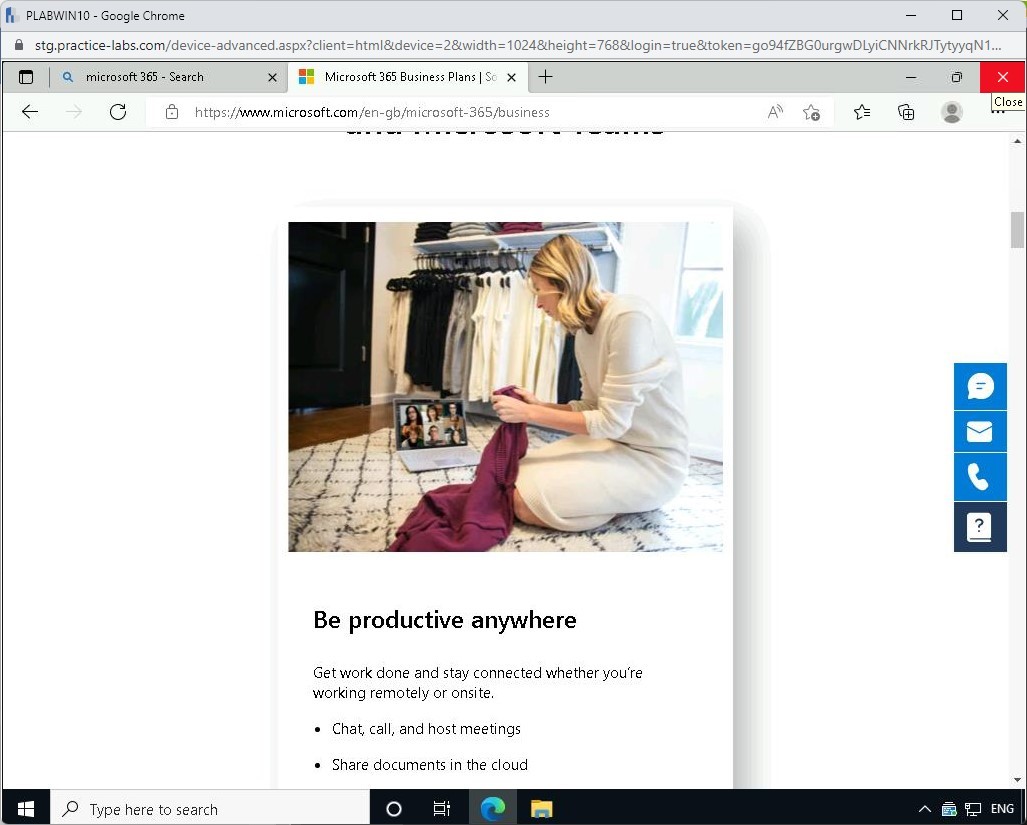 PLABWIN10 - Google Chrome
stg.practice-labs.com/device-advanced.aspx?client=html&device=2&width=1024&height=768&login=true&token=go94fZBG0urgwDLyiCNNrkRJTytyyqN1...
microsoft 365 - Search
Microsoft 365 Business Plans | So
Close
https://www.microsoft.com/en-gb/microsoft-365/business
and Microsoft Teams
Be productive anywhere
Get work done and stay connected whether you're
working remotely or onsite.
• Chat, call, and host meetings
• Share documents in the cloud
Type here to search
ENG